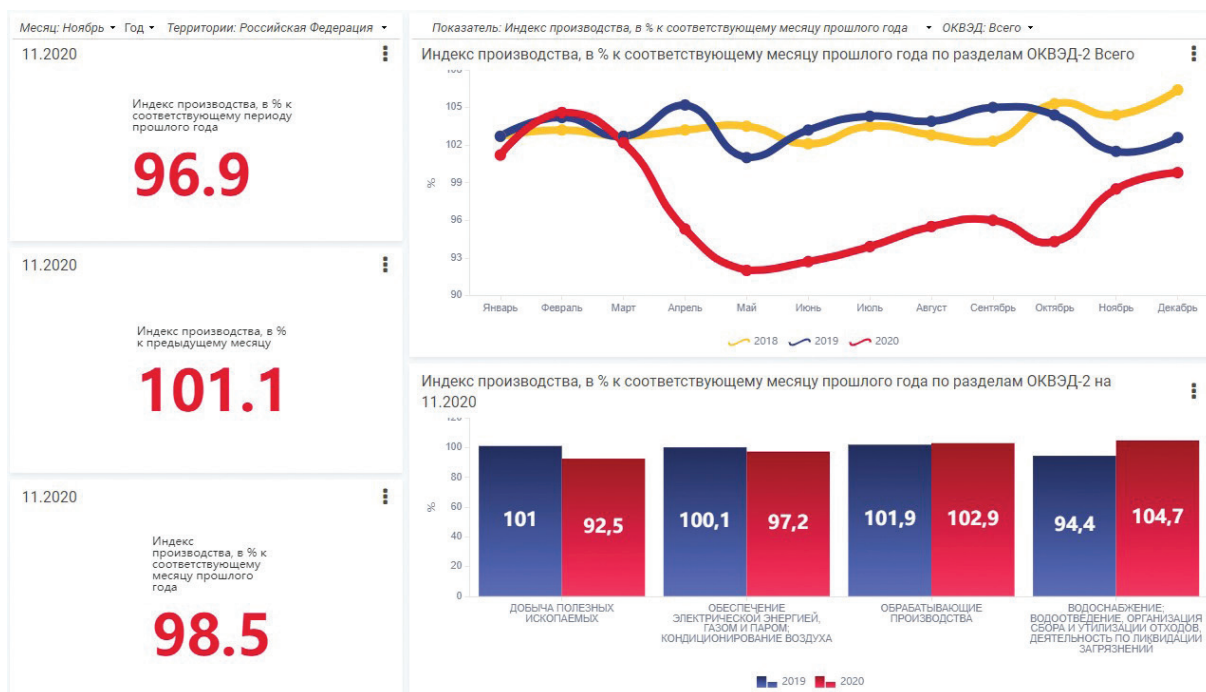 Месяц: Ноябрь Год Территории: Российская Федерация
11.2020
Индекс производства, в % к
соответствующему периоду
прошлого года
96.9
11.2020
Индекс производства, в %
к предыдущему месяцу
101.1
11.2020
Индекс
производства, в % к
соответствующему
месяцу прошлого
года
98.5
Показатель: Индекс производства, в % к соответствующему месяцу прошлого года ОКВЭД: Всего
Индекс производства, в % к соответствующему месяцу прошлого года по разделам ОКВЭД-2 Всего
108
105
102
99
96
93
90
%
Январь Февраль Март Апрель Май Июнь Июль Август Сентябрь Октябрь Ноябрь Декабрь
2018 2019 2020
Индекс производства, в % к соответствующему месяцу прошлого года по разделам ОКВЭД-2 на
11.2020
120
100
80
60
40
20
0
%
101 92,5 100,1 97,2 101,9 102,9 94,4 104,7
ДОБЫЧА ПОЛЕЗНЫХ
ИСКОПАЕМЫХ
ОБЕСПЕЧЕНИЕ
ЭЛЕКТРИЧЕСКОЙ ЭНЕРГИЕЙ,
ГАЗОМ И ПАРОМ;
КОНДИЦИОНИРОВАНИЕ ВОЗДУХА
ОБРАБАТЫВАЮЩИЕ
ПРОИЗВОДСТВА
ВОДОСНАБЖЕНИЕ;
ВОДООТВЕДЕНИЕ, ОРГАНИЗАЦИЯ
СБОРА И УТИЛИЗАЦИИ ОТХОДОВ,
ДЕЯТЕЛЬНОСТЬ ПО ЛИКВИДАЦИИ
ЗАГРЯЗНЕНИЙ
2019 2020